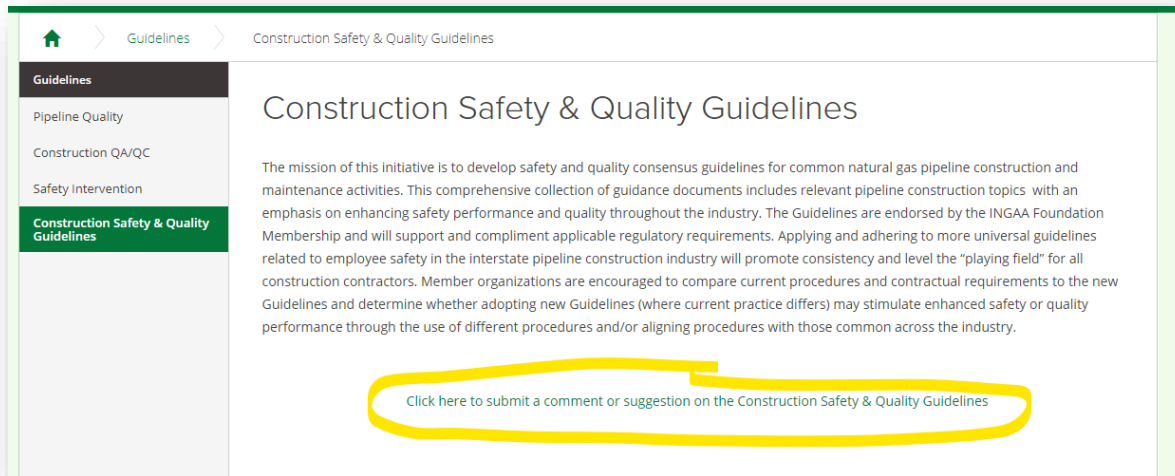 Guidelines
Construction Safety & Quality Guidelines
Guidelines
Pipeline Quality
Construction QA/QC
Safety Intervention
Construction Safety & Quality
Guidelines
Construction Safety & Quality Guidelines
The mission of this initiative is to develop safety and quality consensus guidelines for common natural gas pipeline construction and
maintenance activities. This comprehensive collection of guidance documents includes relevant pipeline construction topics with an
emphasis on enhancing safety performance and quality throughout the industry. The Guidelines are endorsed by the INGAA Foundation
Membership and will support and compliment applicable regulatory requirements. Applying and adhering to more universal guidelines
related to employee safety in the interstate pipeline construction industry will promote consistency and level the “playing field” for all
construction contractors. Member organizations are encouraged to compare current procedures and contractual requirements to the new
Guidelines and determine whether adopting new Guidelines (where current practice differs) may stimulate enhanced safety or quality
performance through the use of different procedures and/or aligning procedures with those common across the industry.
Click here to submit a comment or suggestion on the Construction Safety & Quality Guidelines